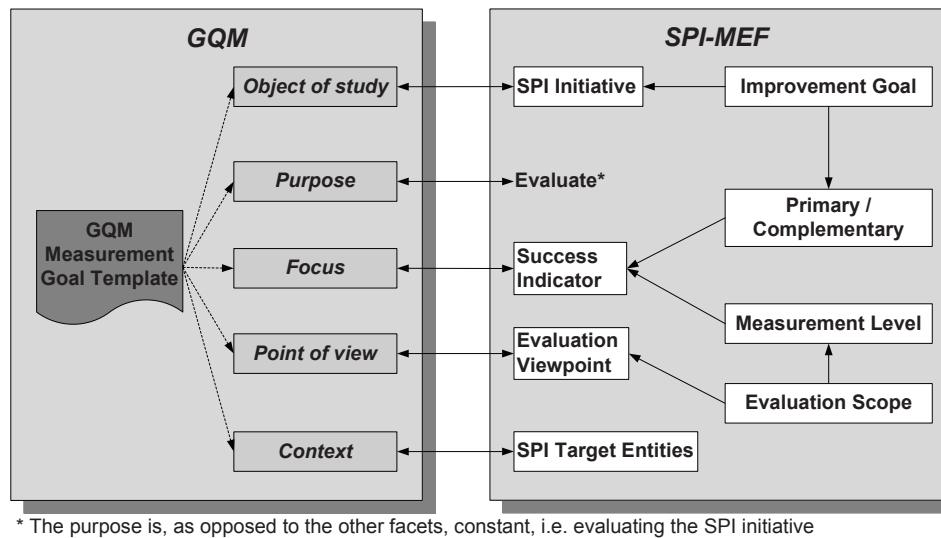 GQM
SPI-MEF
Object of study
SPI Initiative
Improvement Goal
Purpose
Evaluate*
Primary /
Complementary
GQM
Measurement
Goal Template
Focus
Success
Indicator
Measurement Level
Point of view
Evaluation
Viewpoint
Evaluation Scope
Context
SPI Target Entities
* The purpose is, as opposed to the other facets, constant, i.e. evaluating the SPI initiative